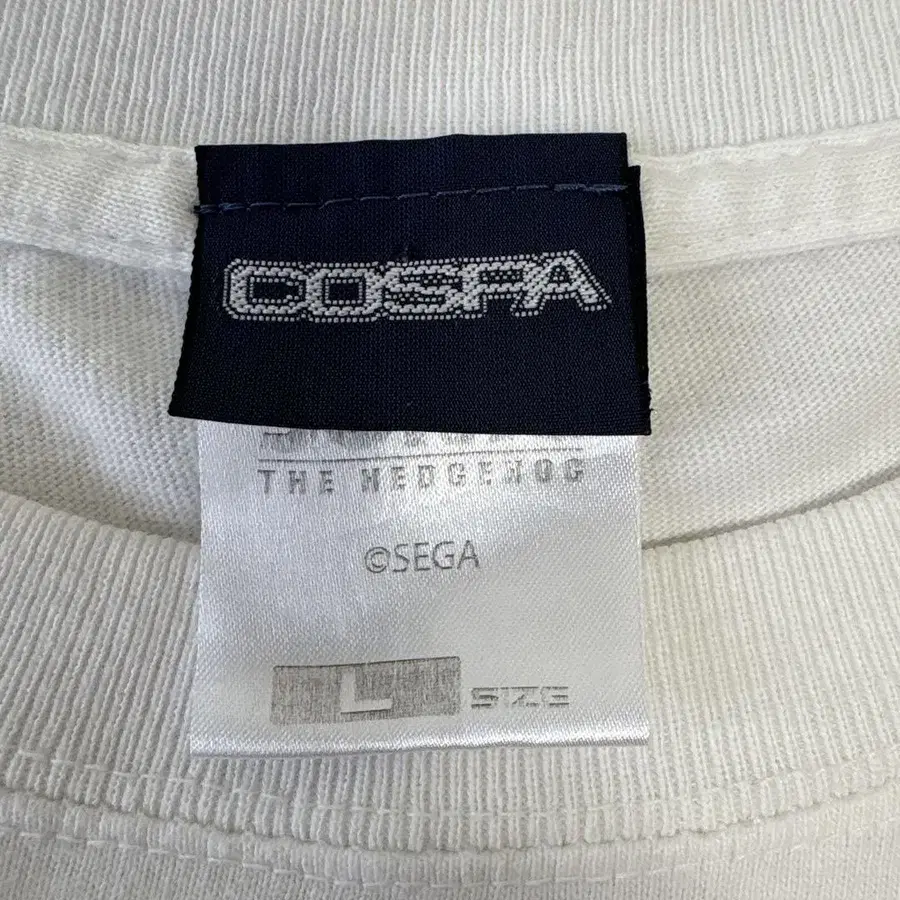 COSPA
THE HEDGEHOG
©SEGA
L SIZE